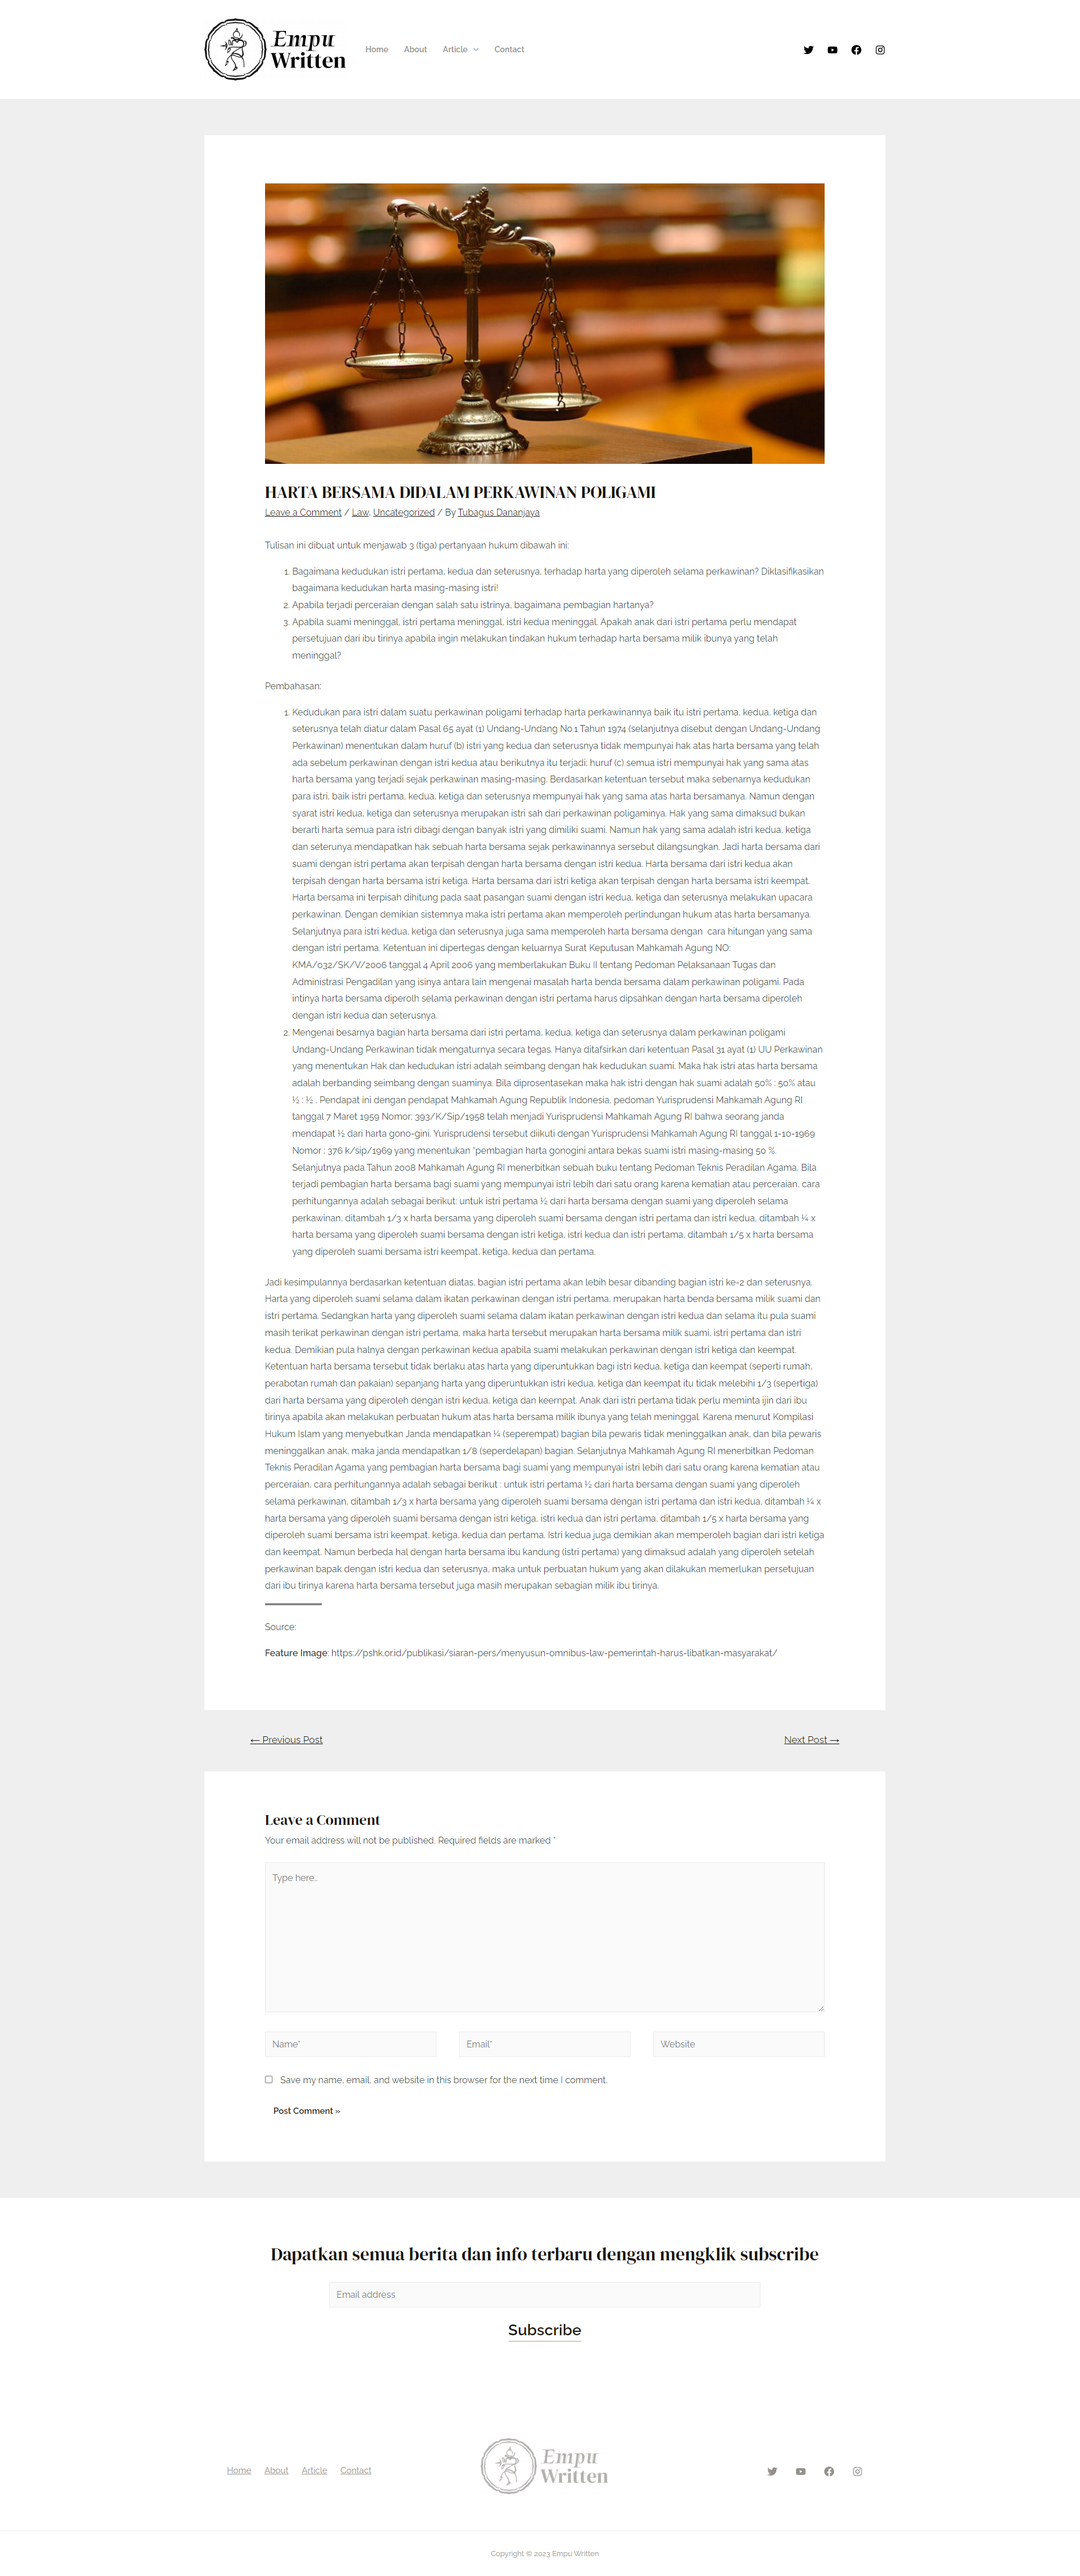 Empu
Written
Home
About
Article
Contact
HARTA BERSAMA DIDALAM PERKAWINAN POLIGAMI
Leave a Comment / Law, Uncategorized / By Tubagus Dananjaya
Tulisan ini dibuat untuk menjawab 3 (tiga) pertanyaan hukum dibawah ini:
1. Bagaimana kedudukan istri pertama, kedua dan seterusnya, terhadap harta yang diperoleh selama perkawinan? Diklasifikasikan
bagaimana kedudukan harta masing-masing istri!
2. Apabila terjadi perceraian dengan salah satu istrinya, bagaimana pembagian hartanya?
3. Apabila suami meninggal, istri pertama meninggal, istri kedua meninggal. Apakah anak dari istri pertama perlu mendapat
persetujuan dari ibu tirinya apabila ingin melakukan tindakan hukum terhadap harta bersama milik ibunya yang telah
meninggal?
Pembahasan:
1. Kedudukan para istri dalam suatu perkawinan poligami terhadap harta perkawinannya baik itu istri pertama, kedua, ketiga dan
seterusnya telah diatur dalam Pasal 65 ayat (1) Undang-Undang No.1 Tahun 1974 (selanjutnya disebut dengan Undang-Undang
Perkawinan) menentukan dalam huruf (b) istri yang kedua dan seterusnya tidak mempunyai hak atas harta bersama yang telah
ada sebelum perkawinan dengan istri kedua atau berikutnya itu terjadi; huruf (c) semua istri mempunyai hak yang sama atas
harta bersama yang terjadi sejak perkawinan masing-masing. Berdasarkan ketentuan tersebut maka sebenarnya kedudukan
para istri, baik istri pertama, kedua, ketiga dan seterusnya mempunyai hak yang sama atas harta bersamanya. Namun dengan
syarat istri kedua, ketiga dan seterusnya merupakan istri sah dari perkawinan poligaminya. Hak yang sama dimaksud bukan
berarti harta semua para istri dibagi dengan banyak istri yang dimiliki suami. Namun hak yang sama adalah istri kedua, ketiga
dan seterunya mendapatkan hak sebuah harta bersama sejak perkawinannya sersebut dilangsungkan. Jadi harta bersama dari
suami dengan istri pertama akan terpisah dengan harta bersama dengan istri kedua. Harta bersama dari istri kedua akan
terpisah dengan harta bersama istri ketiga. Harta bersama dari istri ketiga akan terpisah dengan harta bersama istri keempat.
Harta bersama ini terpisah dihitung pada saat pasangan suami dengan istri kedua, ketiga dan seterusnya melakukan upacara
perkawinan. Dengan demikian sistemnya maka istri pertama akan memperoleh perlindungan hukum atas harta bersamanya.
Selanjutnya para istri kedua, ketiga dan seterusnya juga sama memperoleh harta bersama dengan  cara hitungan yang sama
dengan istri pertama. Ketentuan ini dipertegas dengan keluarnya Surat Keputusan Mahkamah Agung NO:
KMA/032/SK/V/2006 tanggal 4 April 2006 yang memberlakukan Buku II tentang Pedoman Pelaksanaan Tugas dan
Administrasi Pengadilan yang isinya antara lain mengenai masalah harta benda bersama dalam perkawinan poligami. Pada
intinya harta bersama diperolh selama perkawinan dengan istri pertama harus dipsahkan dengan harta bersama diperoleh
dengan istri kedua dan seterusnya.
2. Mengenai besarnya bagian harta bersama dari istri pertama, kedua, ketiga dan seterusnya dalam perkawinan poligami
Undang-Undang Perkawinan tidak mengaturnya secara tegas. Hanya ditafsirkan dari ketentuan Pasal 31 ayat (1) UU Perkawinan
yang menentukan Hak dan kedudukan istri adalah seimbang dengan hak kedudukan suami. Maka hak istri atas harta bersama
adalah berbanding seimbang dengan suaminya. Bila diprosentasekan maka hak istri dengan hak suami adalah 50% : 50% atau
½ : ½ . Pendapat ini dengan pendapat Mahkamah Agung Republik Indonesia, pedoman Yurisprudensi Mahkamah Agung RI
tanggal 7 Maret 1959 Nomor: 393/K/Sip/1958 telah menjadi Yurisprudensi Mahkamah Agung RI bahwa seorang janda
mendapat ½ dari harta gono-gini. Yurisprudensi tersebut diikuti dengan Yurisprudensi Mahkamah Agung RI tanggal 1-10-1969
Nomor : 376 k/sip/1969 yang menentukan "pembagian harta gonogini antara bekas suami istri masing-masing 50 %.
Selanjutnya pada Tahun 2008 Mahkamah Agung RI menerbitkan sebuah buku tentang Pedoman Teknis Peradilan Agama, Bila
terjadi pembagian harta bersama bagi suami yang mempunyai istri lebih dari satu orang karena kematian atau perceraian, cara
perhitungannya adalah sebagai berikut: untuk istri pertama ½ dari harta bersama dengan suami yang diperoleh selama
perkawinan, ditambah 1/3 x harta bersama yang diperoleh suami bersama dengan istri pertama dan istri kedua, ditambah ¼ x
harta bersama yang diperoleh suami bersama dengan istri ketiga, istri kedua dan istri pertama, ditambah 1/5 x harta bersama
yang diperoleh suami bersama istri keempat, ketiga, kedua dan pertama.
Jadi kesimpulannya berdasarkan ketentuan diatas, bagian istri pertama akan lebih besar dibanding bagian istri ke-2 dan seterusnya.
Harta yang diperoleh suami selama dalam ikatan perkawinan dengan istri pertama, merupakan harta benda bersama milik suami dan
istri pertama. Sedangkan harta yang diperoleh suami selama dalam ikatan perkawinan dengan istri kedua dan selama itu pula suami
masih terikat perkawinan dengan istri pertama, maka harta tersebut merupakan harta bersama milik suami, istri pertama dan istri
kedua. Demikian pula halnya dengan perkawinan kedua apabila suami melakukan perkawinan dengan istri ketiga dan keempat.
Ketentuan harta bersama tersebut tidak berlaku atas harta yang diperuntukkan bagi istri kedua, ketiga dan keempat (seperti rumah,
perabotan rumah dan pakaian) sepanjang harta yang diperuntukkan istri kedua, ketiga dan keempat itu tidak melebihi 1/3 (sepertiga)
dari harta bersama yang diperoleh dengan istri kedua, ketiga dan keernpat. Anak dari istri pertama tidak perlu meminta ijin dari ibu
tirinya apabila akan melakukan perbuatan hukum atas harta bersama milik ibunya yang telah meninggal. Karena menurut Kompilasi
Hukum Islam yang menyebutkan Janda mendapatkan ¼ (seperempat) bagian bila pewaris tidak meninggalkan anak, dan bila pewaris
meninggalkan anak, maka janda mendapatkan 1/8 (seperdelapan) bagian. Selanjutnya Mahkamah Agung RI menerbitkan Pedoman
Teknis Peradilan Agama yang pembagian harta bersama bagi suami yang mempunyai istri lebih dari satu orang karena kematian atau
perceraian, cara perhitungannya adalah sebagai berikut : untuk istri pertama ½ dari harta bersama dengan suami yang diperoleh
selama perkawinan, ditambah 1/3 x harta bersama yang diperoleh suami bersama dengan istri pertama dan istri kedua, ditambah ¼ x
harta bersama yang diperoleh suami bersama dengan istri ketiga, istri kedua dan istri pertama, ditambah 1/5 x harta bersama yang
diperoleh suami bersama istri keempat, ketiga, kedua dan pertama. Istri kedua juga demikian akan memperoleh bagian dari istri ketiga
dan keempat. Namun berbeda hal dengan harta bersama ibu kandung (istri pertama) yang dimaksud adalah yang diperoleh setelah
perkawinan bapak dengan istri kedua dan seterusnya, maka untuk perbuatan hukum yang akan dilakukan memerlukan persetujuan
dari ibu tirinya karena harta bersama tersebut juga masih merupakan sebagian milik ibu tirinya.
Source:
Feature Image: https://pshk.or.id/publikasi/siaran-pers/menyusun-omnibus-law-pemerintah-harus-libatkan-masyarakat/
← Previous Post
Next Post →
Leave a Comment
Your email address will not be published. Required fields are marked *
Type here..
Name*
Email*
Website
Save my name, email, and website in this browser for the next time I comment.
Post Comment »
Dapatkan semua berita dan info terbaru dengan mengklik subscribe
Email address
Subscribe
Home
About
Article
Contact
Empu
Written
Copyright © 2023 Empu Written